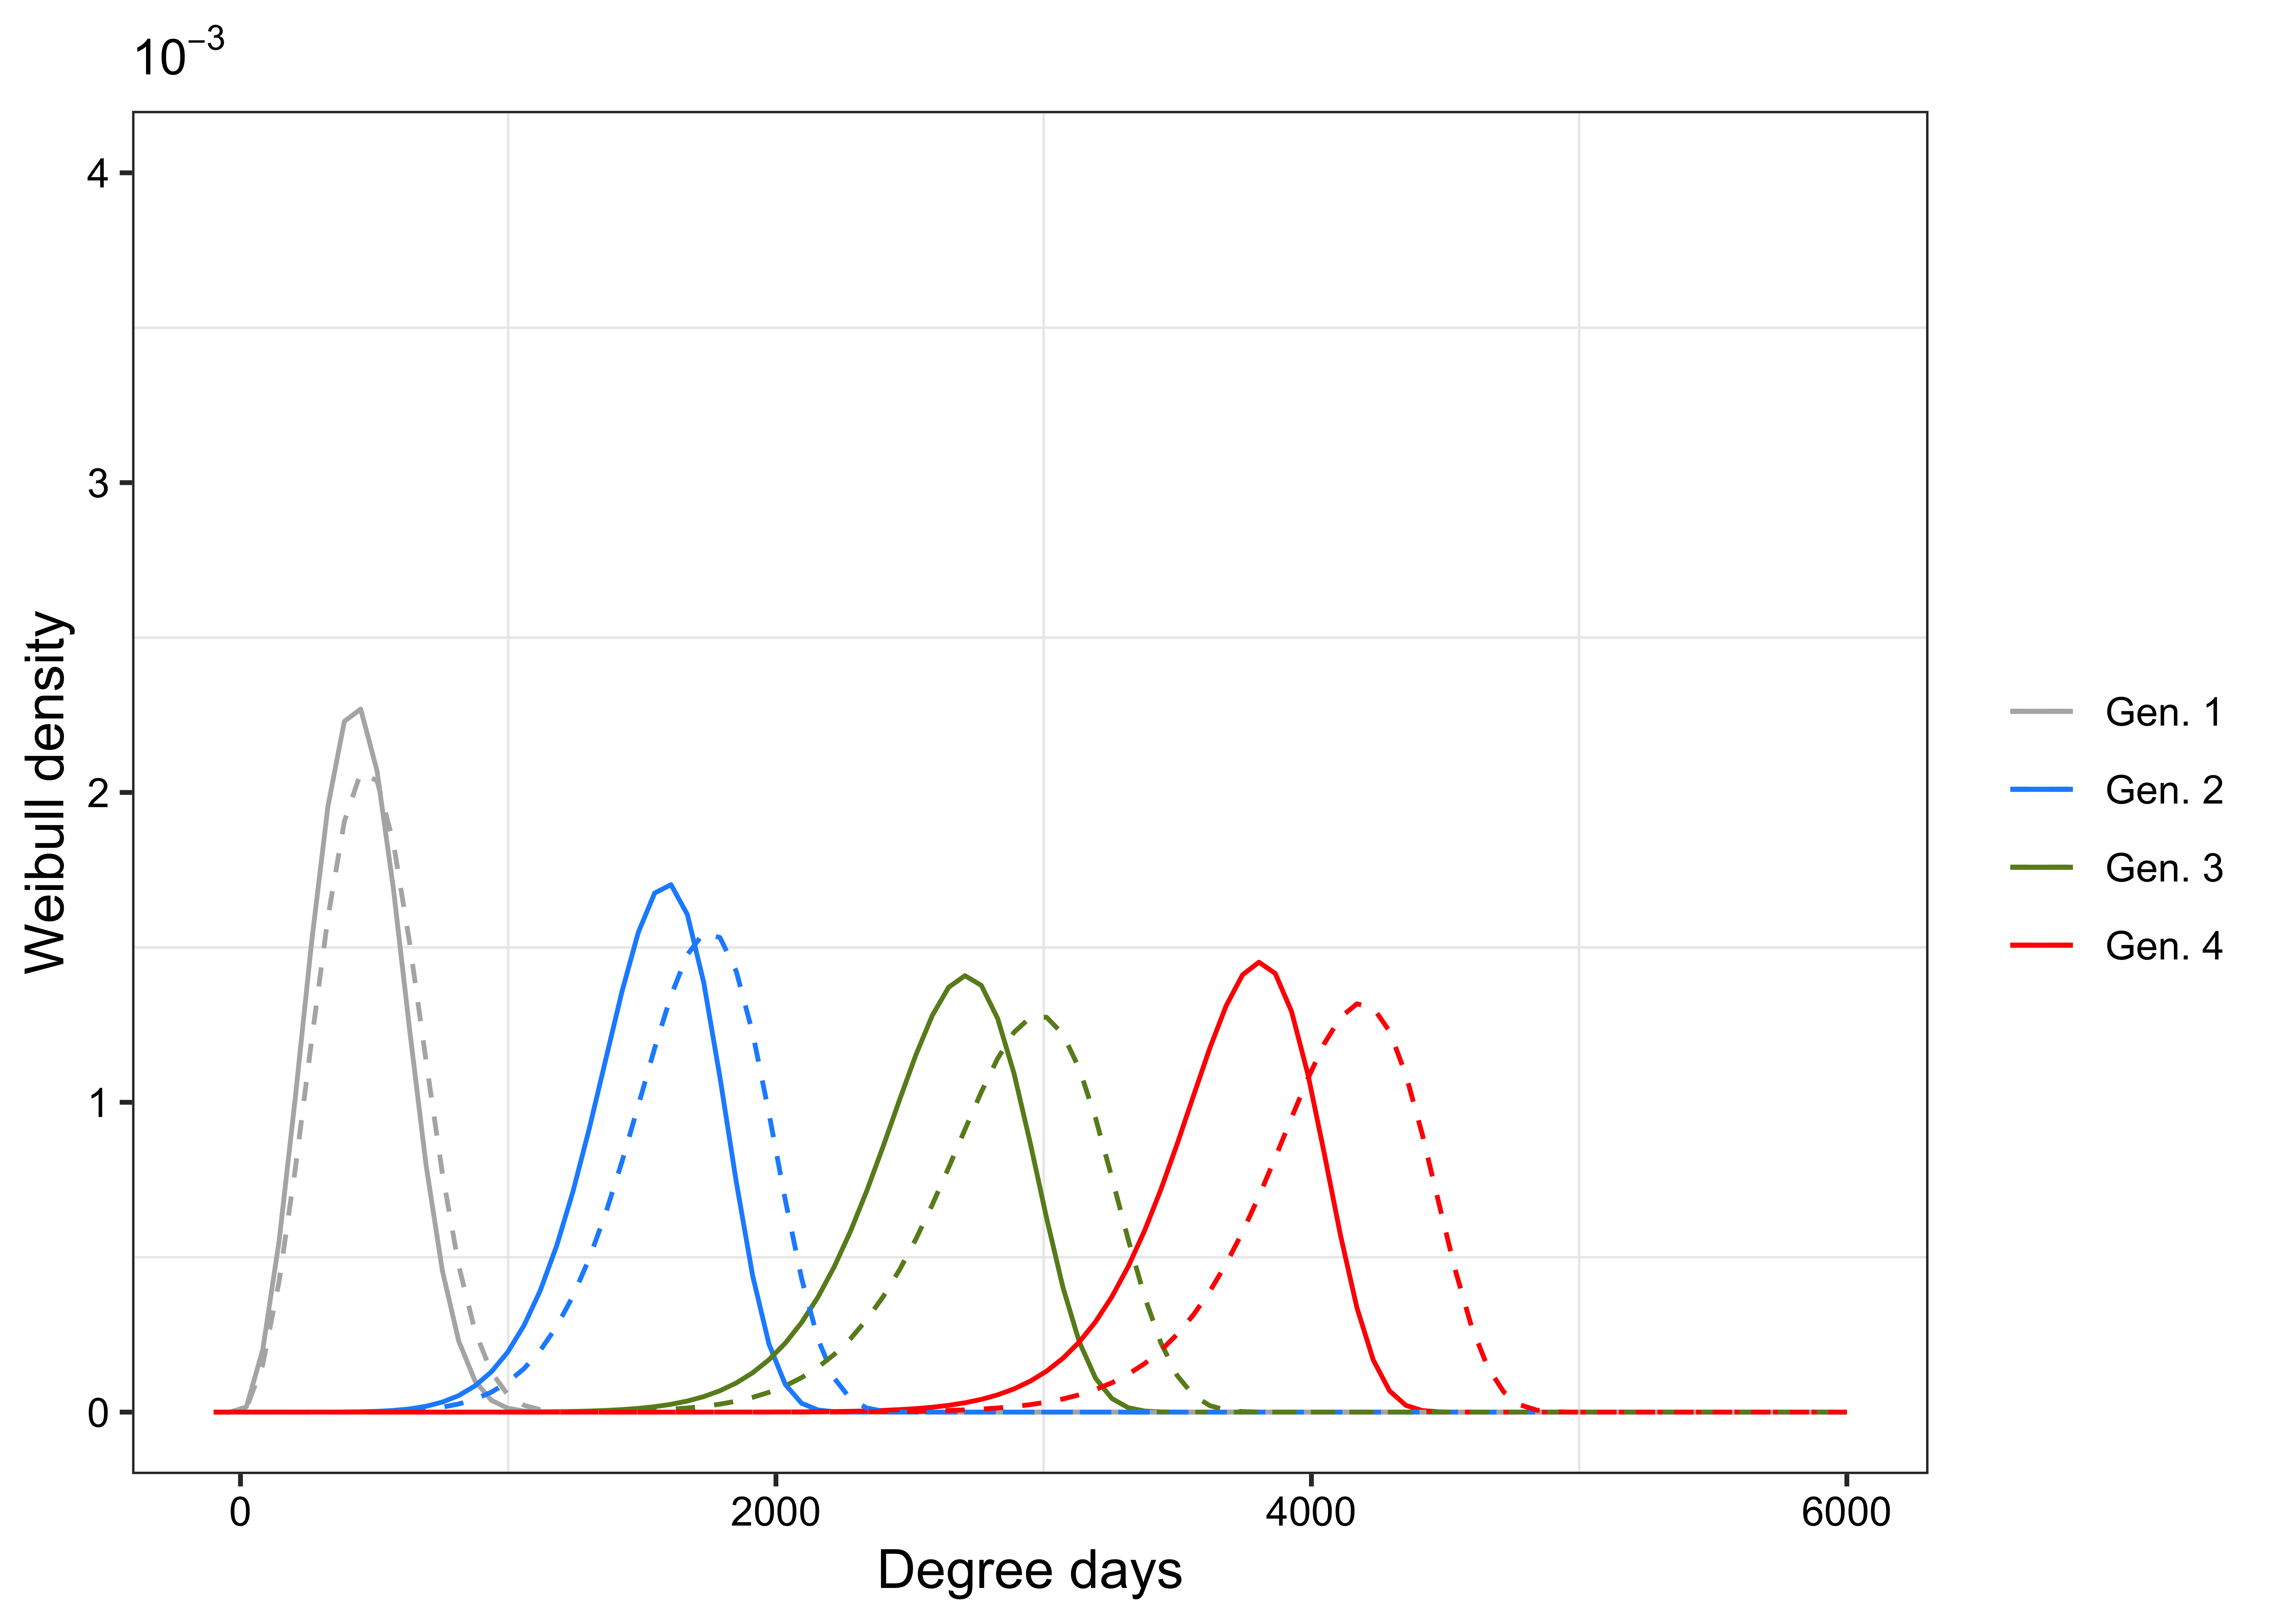 10⁻³
4
3
2
1
0
Weibull density
0 2000 4000 6000
Degree days
Gen. 1
Gen. 2
Gen. 3
Gen. 4